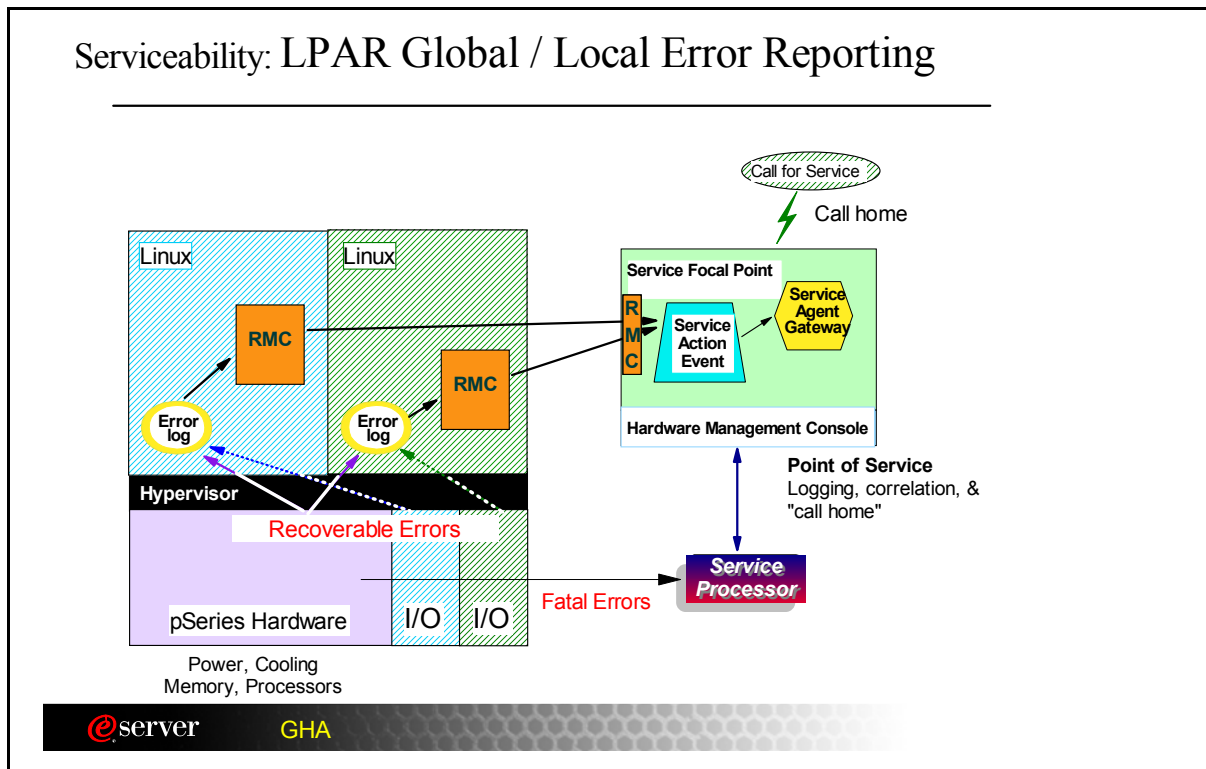 Serviceability: LPAR Global / Local Error Reporting
Call for Service
Call home
Linux
Linux
Service Focal Point
RMC
Service
Action
Event
Service
Agent
Gateway
RMC
RMC
Error
log
Error
log
Hardware Management Console
Hypervisor
Point of Service
Logging, correlation, &
"call home"
Recoverable Errors
Service
Processor
Fatal Errors
pSeries Hardware
I/O
I/O
Power, Cooling
Memory, Processors
e server
GHA